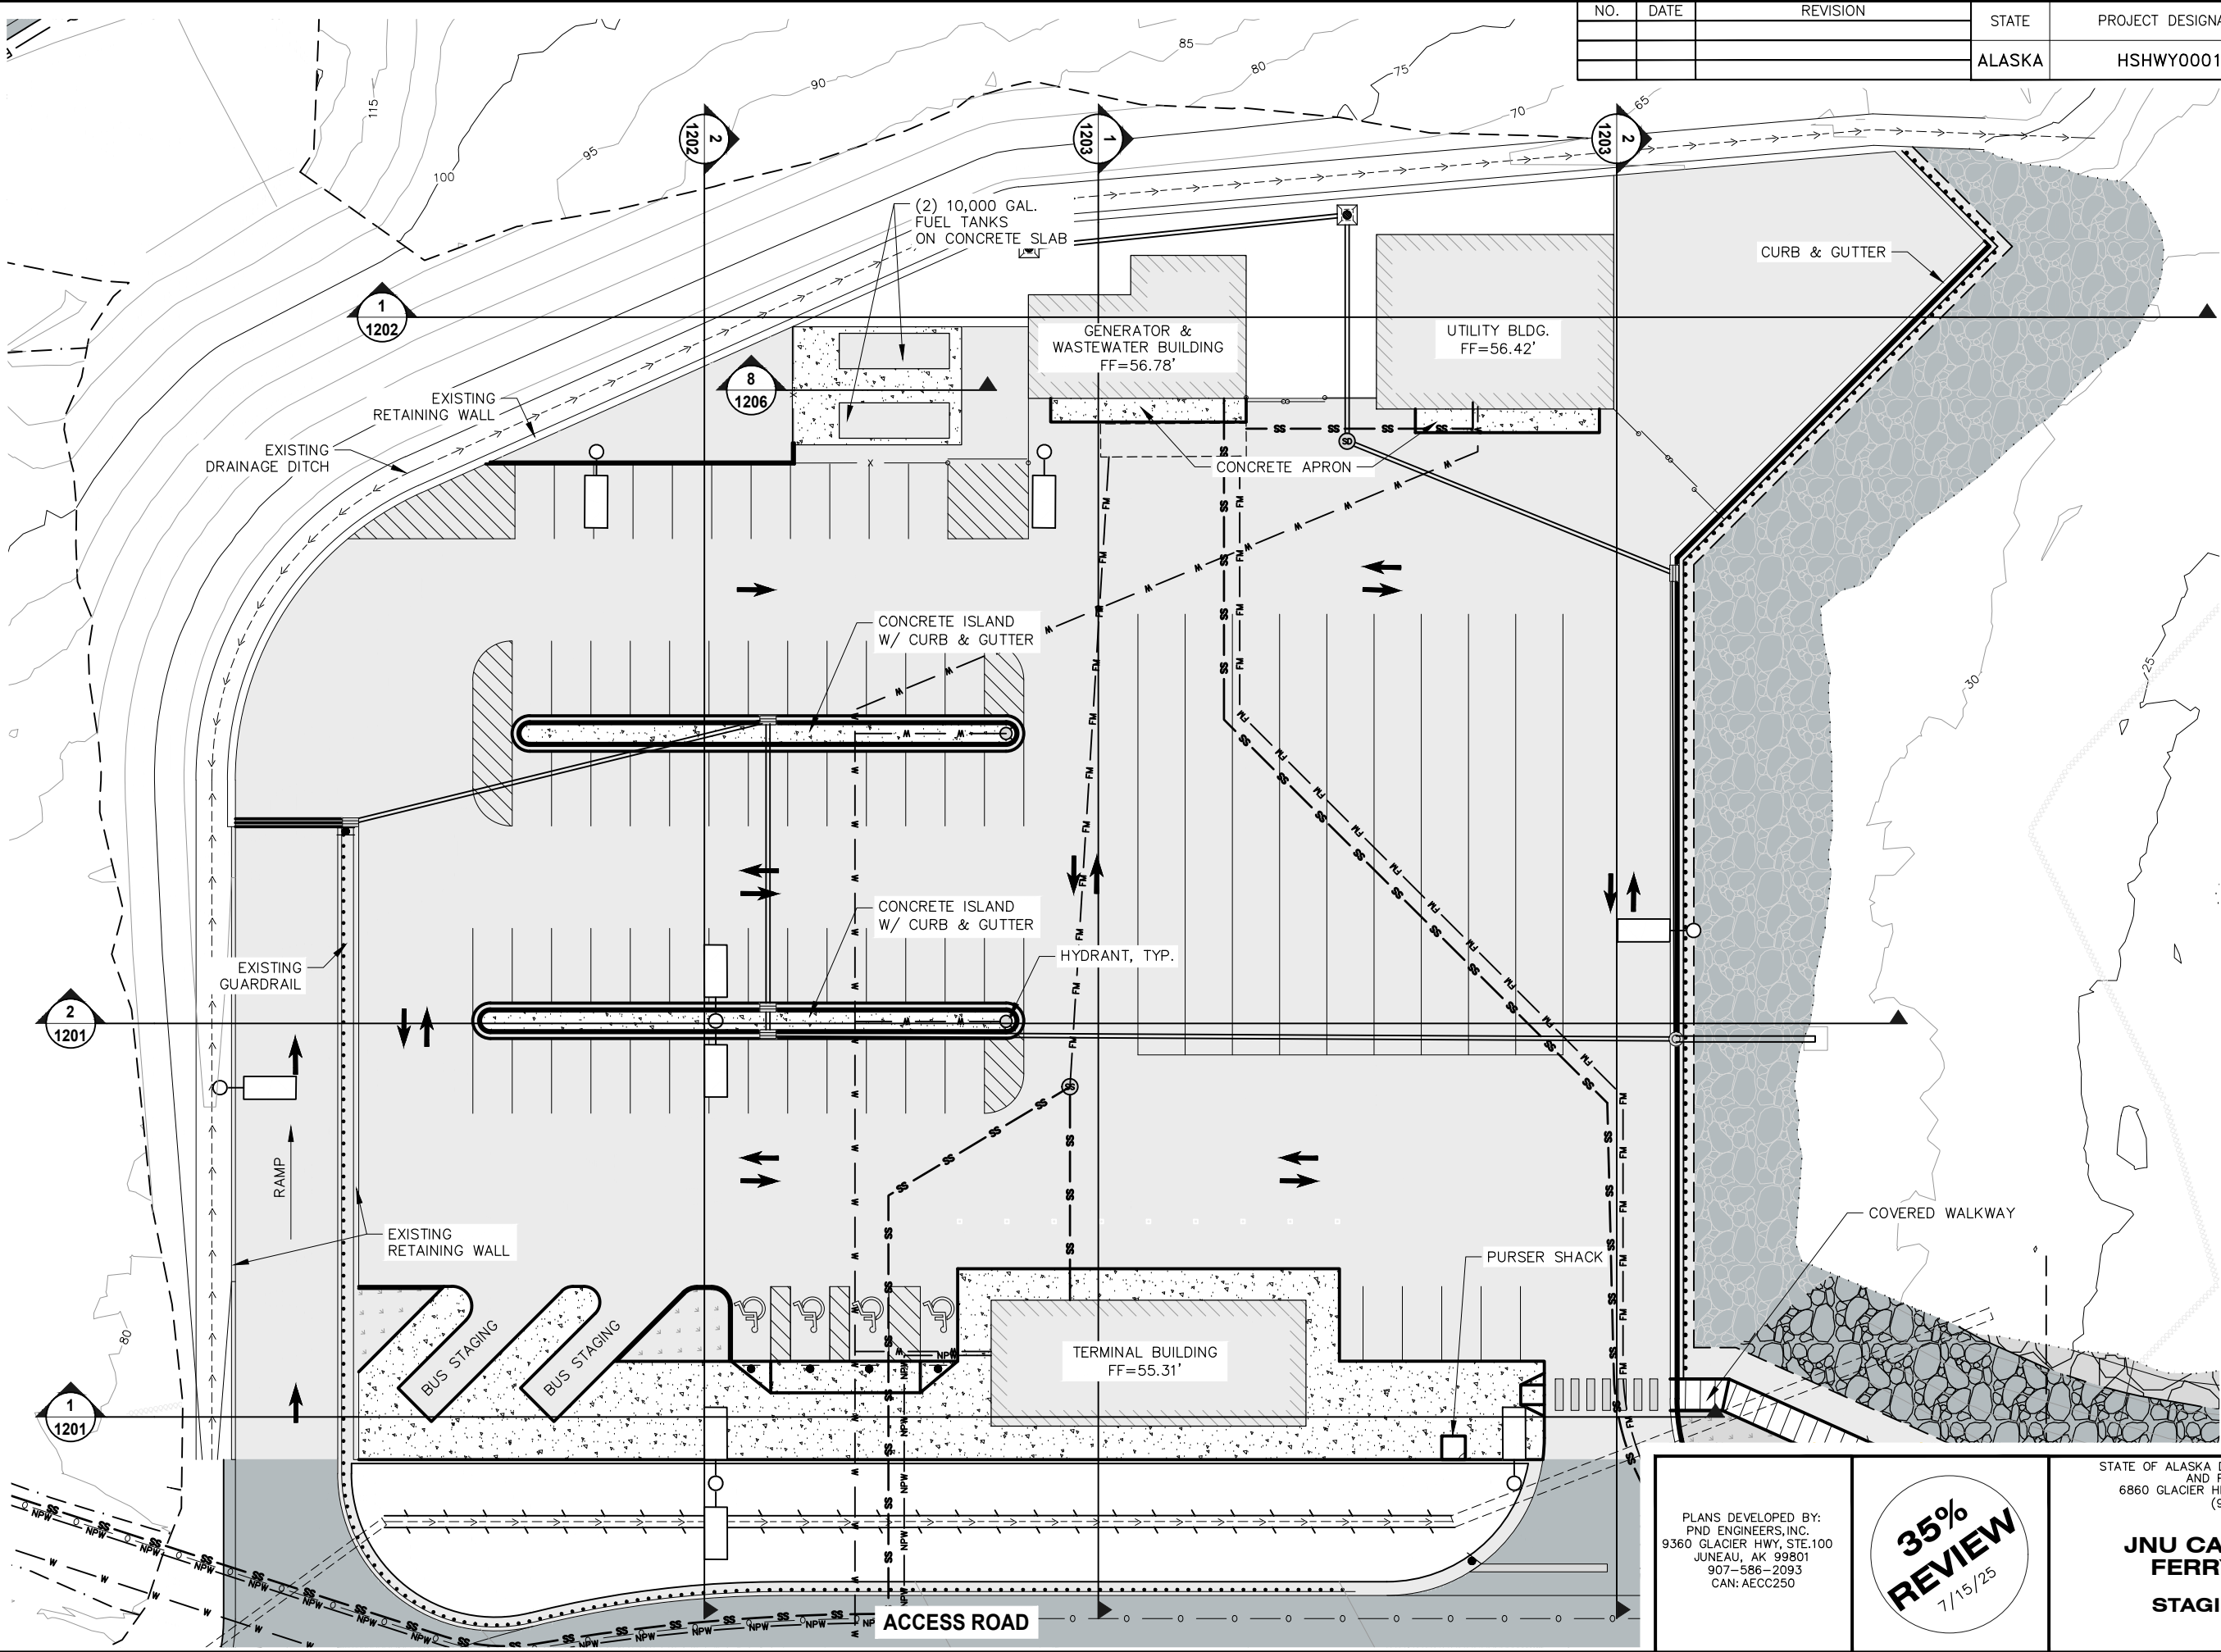 NO.
DATE
REVISION
STATE
PROJECT DESIGNA
ALASKA
HSHWY0001
85
80
75
90
70
65
115
95
100
2
1202
1
1203
2
1203
(2) 10,000 GAL.
FUEL TANKS
ON CONCRETE SLAB
CURB & GUTTER
1
1202
GENERATOR &
WASTEWATER BUILDING
FF=56.78'
UTILITY BLDG.
FF=56.42'
8
1206
EXISTING
RETAINING WALL
EXISTING
DRAINAGE DITCH
CONCRETE APRON
SD
CONCRETE ISLAND
W/ CURB & GUTTER
25
30
CONCRETE ISLAND
W/ CURB & GUTTER
HYDRANT, TYP.
EXISTING
GUARDRAIL
2
1201
SS
RAMP
EXISTING
RETAINING WALL
COVERED WALKWAY
PURSER SHACK
80
BUS STAGING
BUS STAGING
TERMINAL BUILDING
FF=55.31'
1
1201
ACCESS ROAD
PLANS DEVELOPED BY:
PND ENGINEERS, INC.
9360 GLACIER HWY, STE.100
JUNEAU, AK 99801
907-586-2093
CAN: AECC250
35%
REVIEW
7/15/25
STATE OF ALASKA D
AND P
6860 GLACIER H
(9
JNU CA
FERR
STAGI